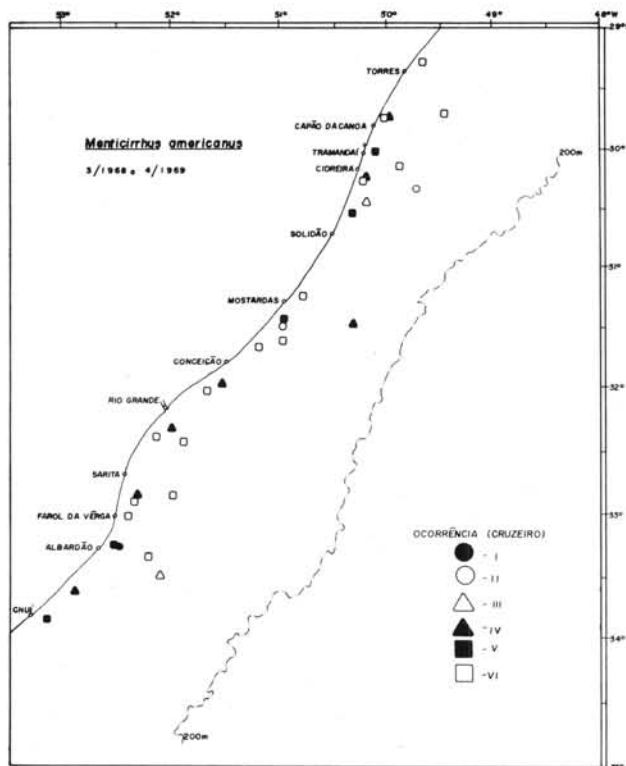 53° 52° 51° 50° 49° 48°W
29°
TORRES
CAPÃO DA CANOA
Menticirrhus americanus
TRAMANDAÍ
3/1968 a 4/1969
CIDREIRA
30°
200m
SOLIDÃO
31°
MOSTARDAS
CONCEIÇÃO
32°
RIO GRANDE
SARITA
FAROL DA VERGA
33°
ALBARDÃO
OCORRÊNCIA (CRUZEIRO)
- I
- II
- III
- IV
- V
- VI
CHUÍ
34°
200m